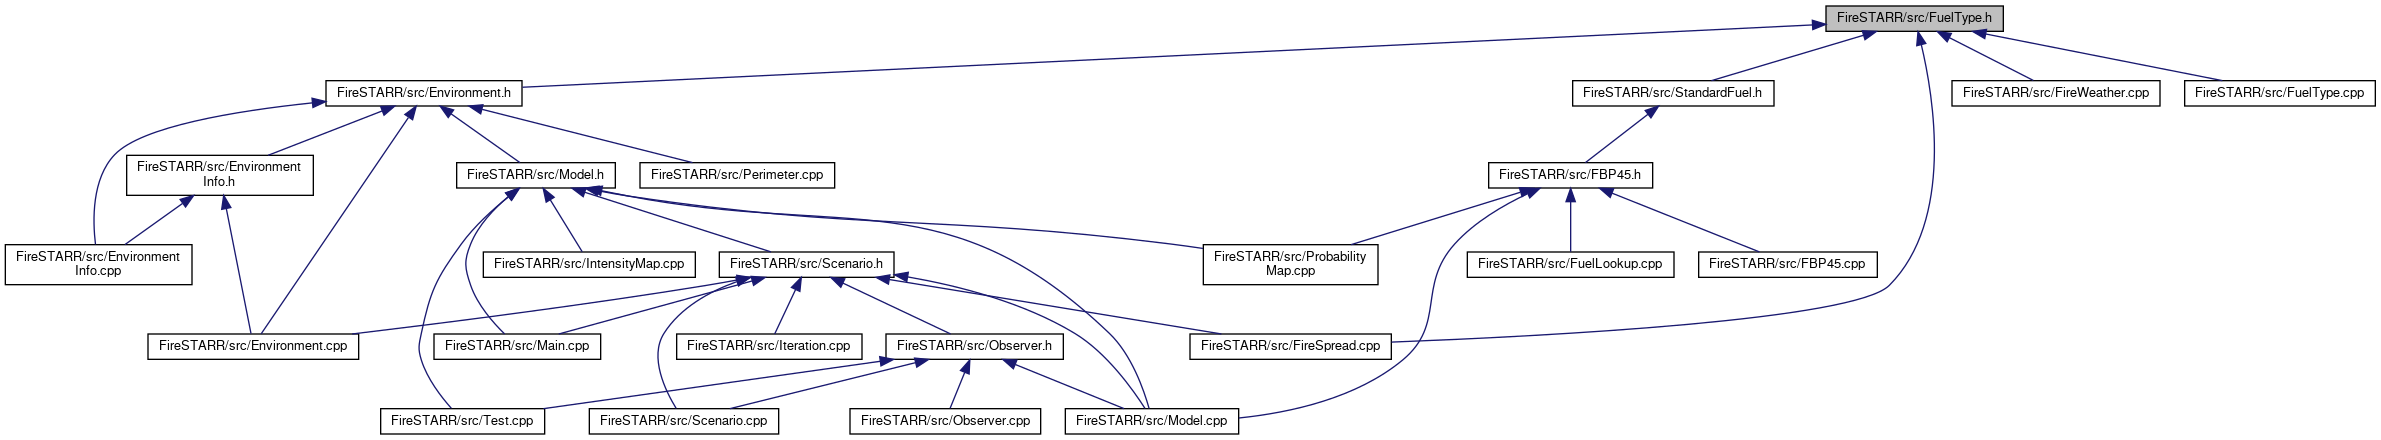 FireSTARR/src/FuelType.h
FireSTARR/src/Environment.h
FireSTARR/src/StandardFuel.h
FireSTARR/src/FireWeather.cpp
FireSTARR/src/FuelType.cpp
FireSTARR/src/Environment
Info.h
FireSTARR/src/Model.h
FireSTARR/src/Perimeter.cpp
FireSTARR/src/FBP45.h
FireSTARR/src/Environment
Info.cpp
FireSTARR/src/IntensityMap.cpp
FireSTARR/src/Scenario.h
FireSTARR/src/Probability
Map.cpp
FireSTARR/src/FuelLookup.cpp
FireSTARR/src/FBP45.cpp
FireSTARR/src/Environment.cpp
FireSTARR/src/Main.cpp
FireSTARR/src/Iteration.cpp
FireSTARR/src/Observer.h
FireSTARR/src/FireSpread.cpp
FireSTARR/src/Test.cpp
FireSTARR/src/Scenario.cpp
FireSTARR/src/Observer.cpp
FireSTARR/src/Model.cpp